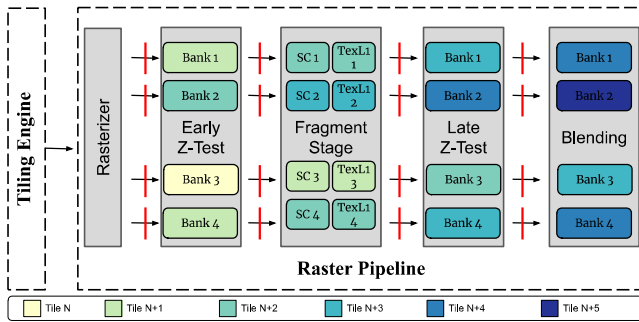 Tiling Engine
Rasterizer
Bank 1
Bank 2
Early
Z-Test
Bank 3
Bank 4
SC 1
TexL1
1
SC 2
TexL1
2
Fragment
Stage
SC 3
TexL1
3
SC 4
TexL1
4
Bank 1
Bank 2
Late
Z-Test
Bank 3
Bank 4
Bank 1
Bank 2
Blending
Bank 3
Bank 4
Raster Pipeline
Tile N
Tile N+1
Tile N+2
Tile N+3
Tile N+4
Tile N+5